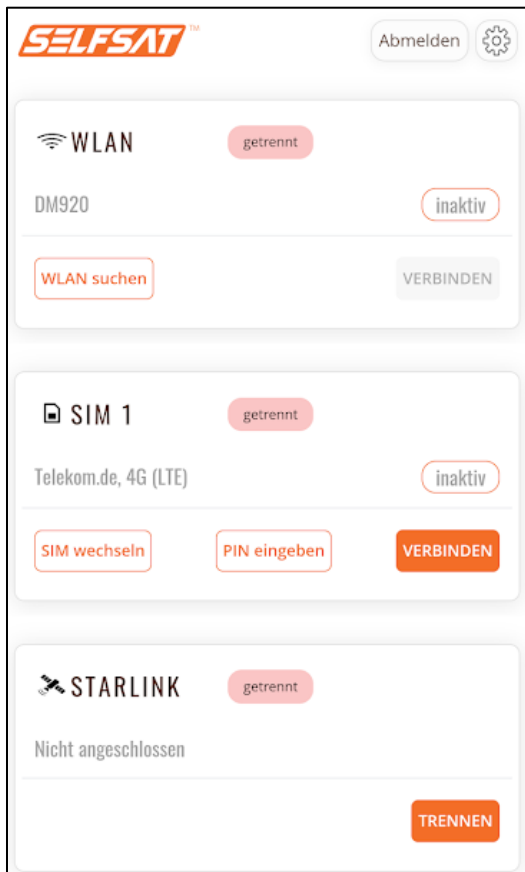 SELFSAT™
Abmelden
WLAN getrennt
DM920 inaktiv
WLAN suchen VERBINDEN
SIM 1 getrennt
Telekom.de, 4G (LTE) inaktiv
SIM wechseln PIN eingeben VERBINDEN
STARLINK getrennt
Nicht angeschlossen
TRENNEN